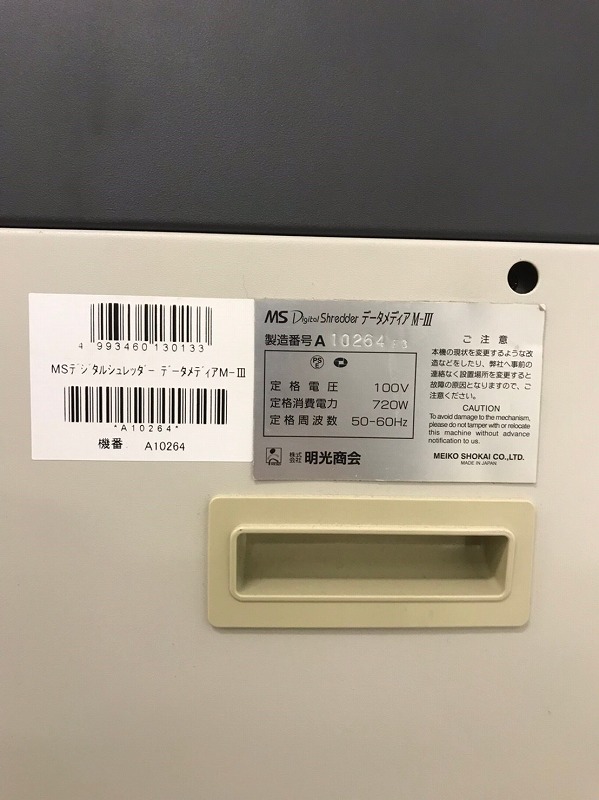 4 993460 130133
MSデジタルシュレッダー データメディアM-Ⅲ
*A10264*
機番 A10264
MS Digital Shredder データメディア M-Ⅲ
製造番号 A 10264
PS
E
定格電圧 100V
定格消費電力 720W
定格周波数 50-60Hz
株式会社 明光商会
ご注意
本機の現状を変更するような改
造などをしたり、弊社へ事前の
連絡なく設置場所を変更すると
故障の原因となりますので、ご
注意ください。
CAUTION
To avoid damage to the mechanism,
please do not tamper with or relocate
this machine without advance
notification to us.
MEIKO SHOKAI CO.,LTD.
MADE IN JAPAN